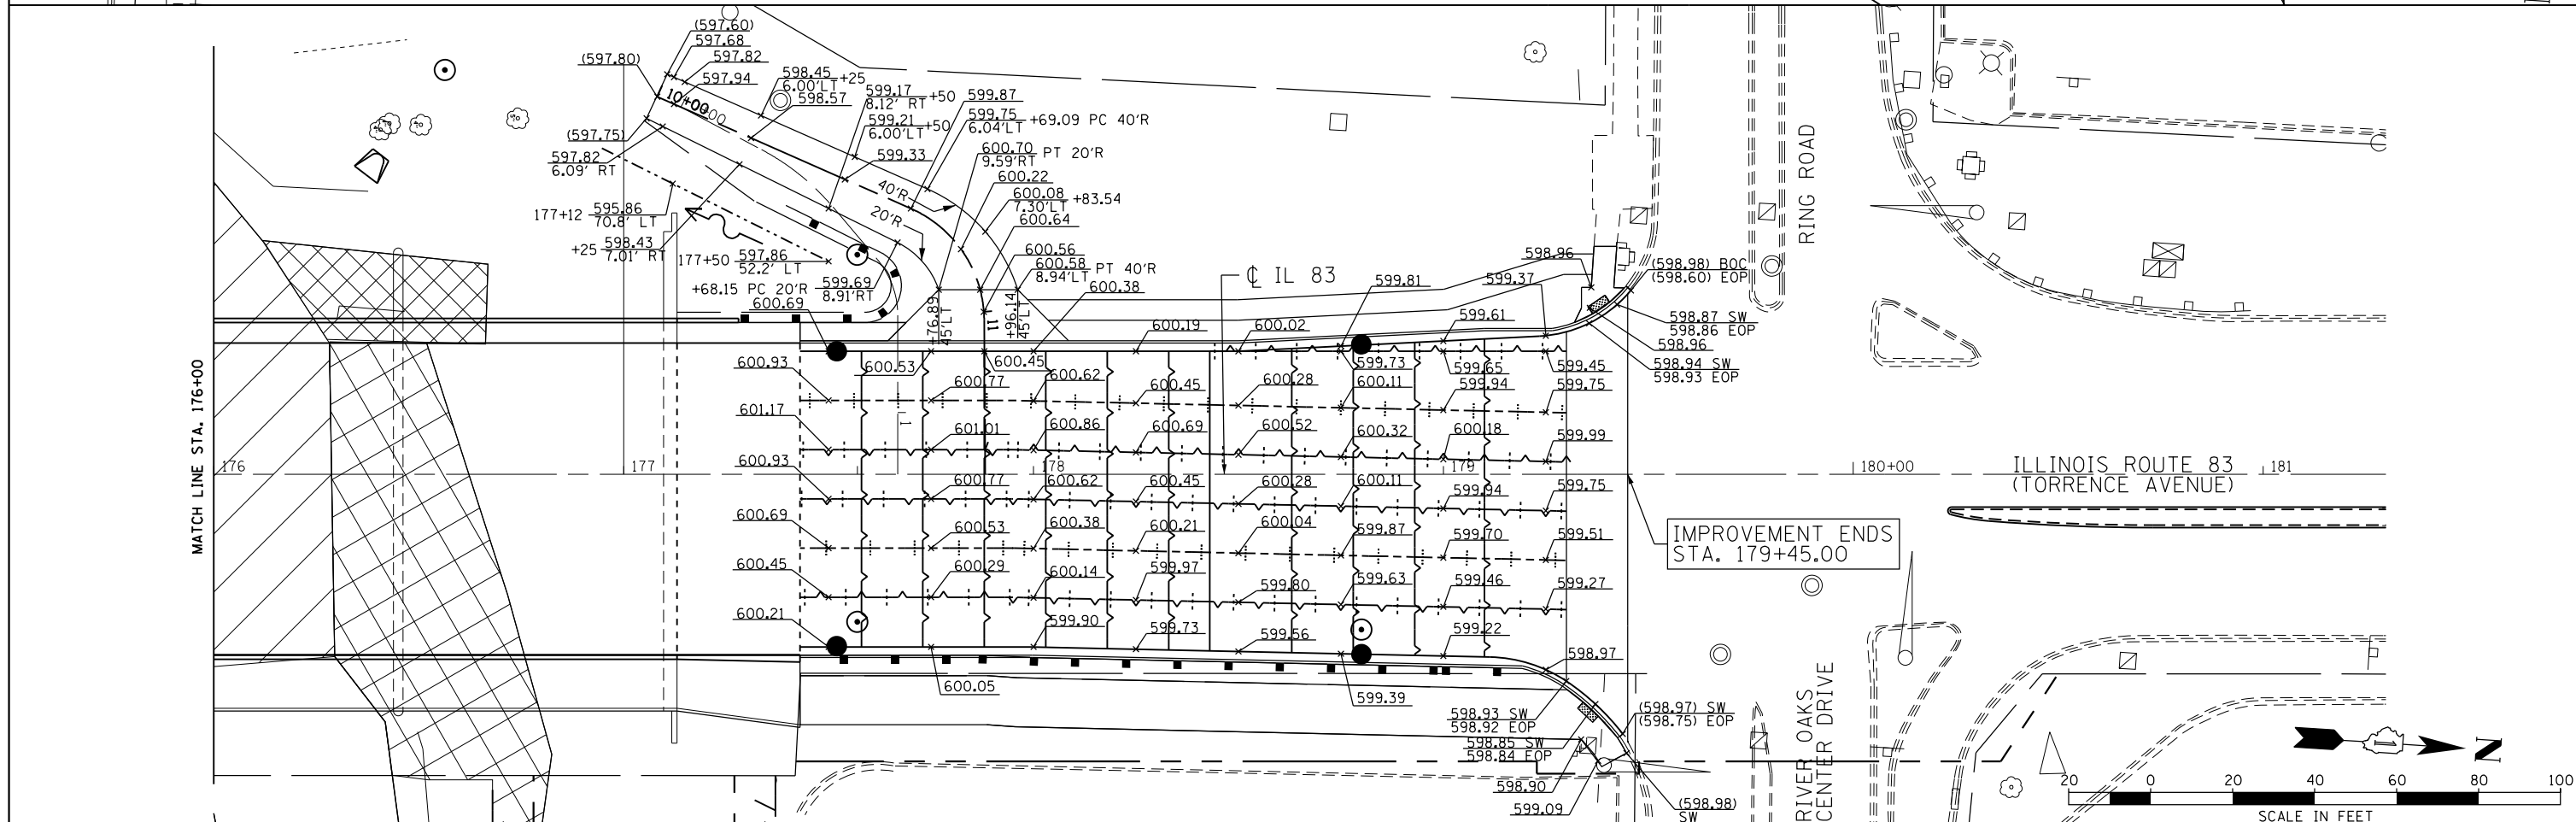 (597.60)
597.68
597.82
(597.80)
597.94
10+00
598.45 +25
6.00'LT
598.57
599.17 +50
8.12' RT
599.21 +50
6.00'LT
599.87
599.75 +69.09 PC 40'R
6.04'LT
599.33
(597.75)
597.82
6.09' RT
600.70 PT 20'R
9.59'RT
600.22
40'R
20'R
600.08 +83.54
7.30'LT
600.64
177+12 595.86
70.8' LT
+25 598.43
7.01' RT
177+50 597.86
52.2' LT
600.56
600.58 PT 40'R
8.94'LT
600.38
+68.15 PC 20'R 599.69
8.91'RT
600.69
+76.89
45'LT
11
+96.14
45'LT
℄ IL 83
599.81
599.37
598.96
(598.98) BOC
(598.60) EOP
RING ROAD
598.87 SW
598.86 EOP
598.96
598.94 SW
598.93 EOP
600.19
600.02
599.61
600.93
600.53
600.45
600.77
600.62
600.45
600.28
599.73
600.11
599.65
599.94
599.45
599.75
601.17
601.01
600.86
600.69
600.52
600.32
600.18
599.99
11
MATCH LINE STA. 176+00
176
177
178
179
180+00
181
ILLINOIS ROUTE 83
(TORRENCE AVENUE)
600.93
600.77
600.62
600.45
600.28
600.11
599.94
599.75
600.69
600.53
600.38
600.21
600.04
599.87
599.70
599.51
IMPROVEMENT ENDS
STA. 179+45.00
600.45
600.29
600.14
599.97
599.80
599.63
599.46
599.27
600.21
599.90
599.73
599.56
599.22
598.97
600.05
599.39
598.93 SW
598.92 EOP
598.85 SW
598.84 EOP
598.90
599.09
(598.97) SW
(598.75) EOP
(598.98)
SW
RIVER OAKS
CENTER DRIVE
N
20 0 20 40 60 80 100
SCALE IN FEET